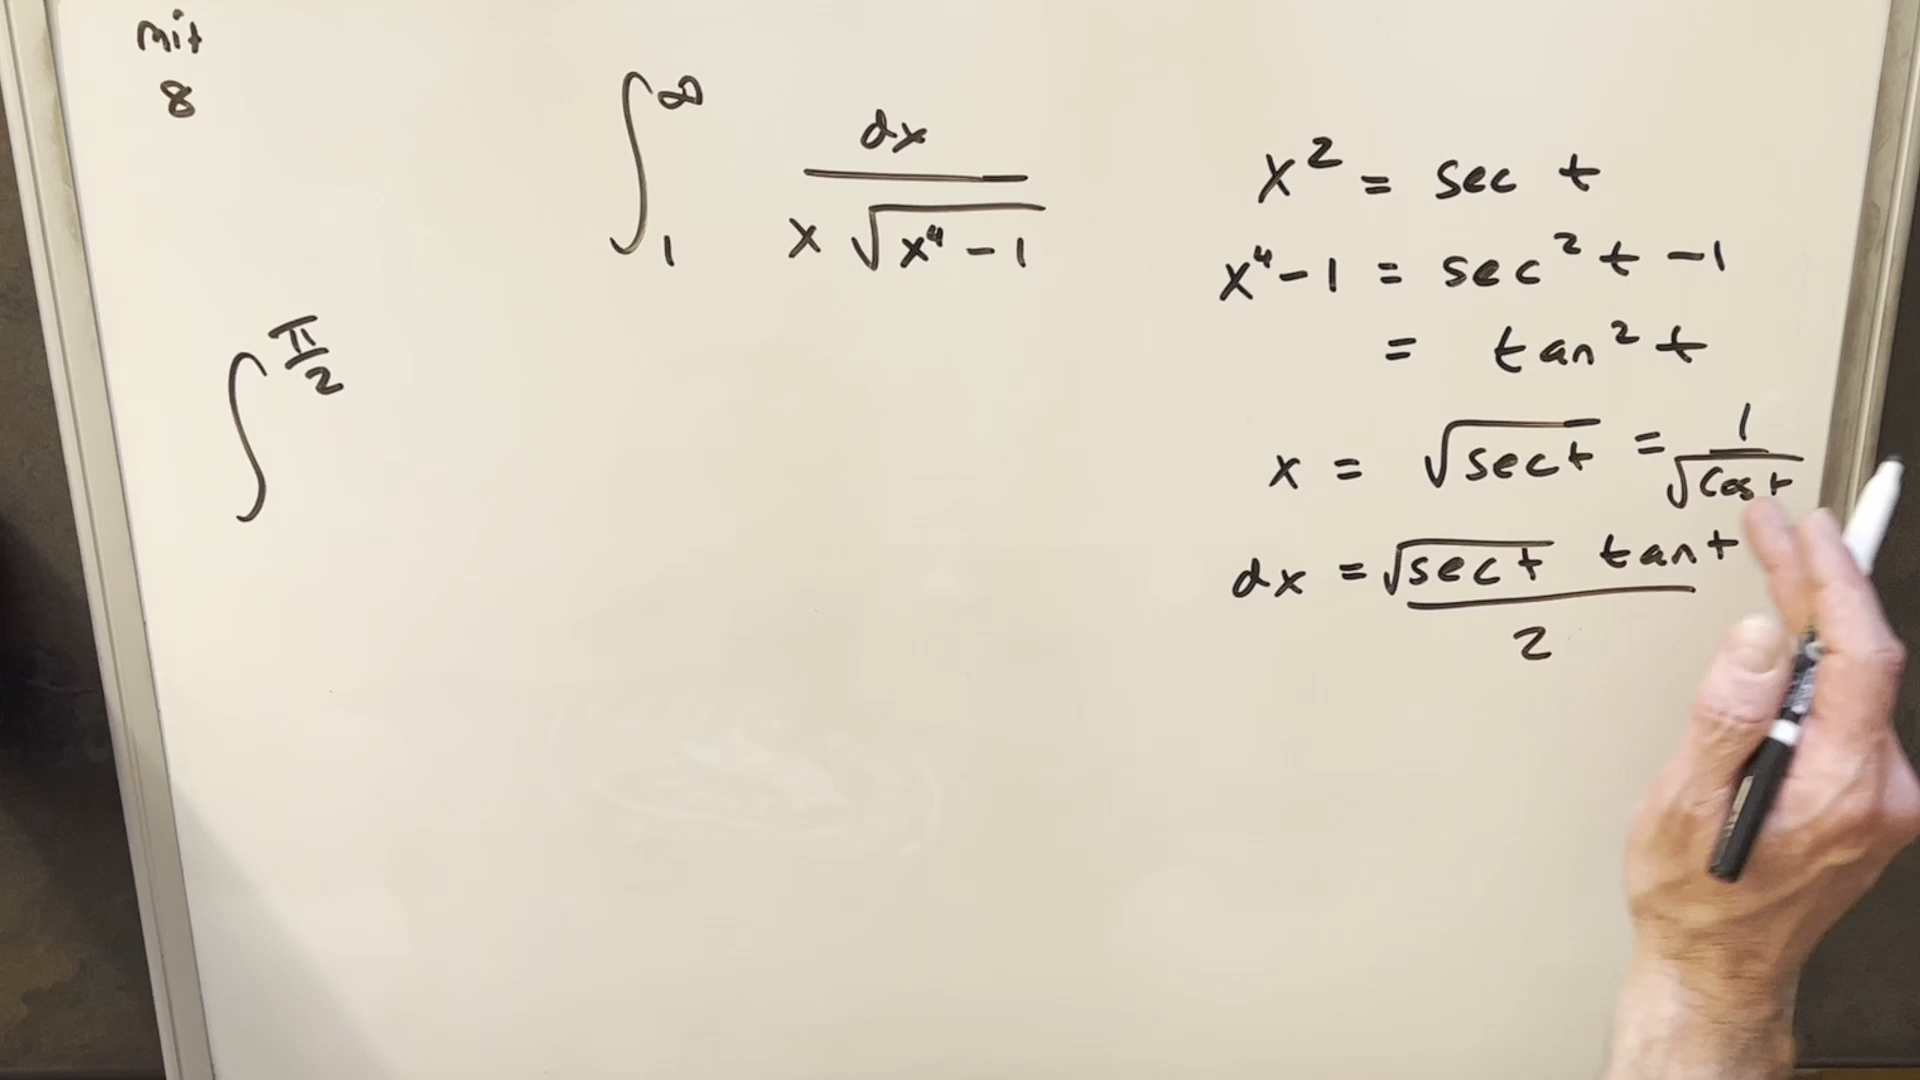 mit
8
∫₁^∞ dx / (x √(x⁴ - 1))
x² = sec t
x⁴ - 1 = sec² t - 1
= tan² t
x = √(sec t) = 1 / √(cos t)
dx = √(sec t) tan t / 2
∫^(π/2)